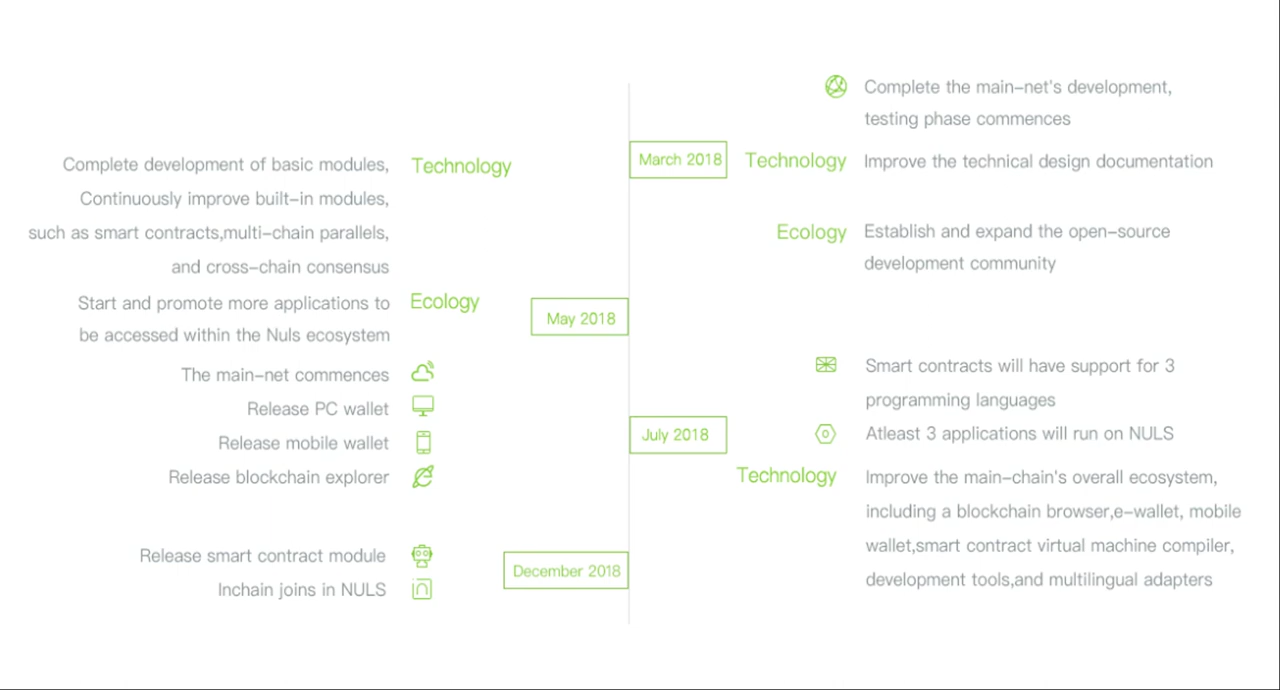 Complete the main-net's development,
testing phase commences
March 2018
Technology
Improve the technical design documentation
Ecology
Establish and expand the open-source
development community
Complete development of basic modules,
Technology
Continuously improve built-in modules,
such as smart contracts,multi-chain parallels,
and cross-chain consensus
Start and promote more applications to
Ecology
be accessed within the Nuls ecosystem
May 2018
The main-net commences
Release PC wallet
Release mobile wallet
Release blockchain explorer
Smart contracts will have support for 3
programming languages
July 2018
Atleast 3 applications will run on NULS
Technology
Improve the main-chain's overall ecosystem,
including a blockchain browser,e-wallet, mobile
wallet,smart contract virtual machine compiler,
development tools,and multilingual adapters
Release smart contract module
Inchain joins in NULS
December 2018